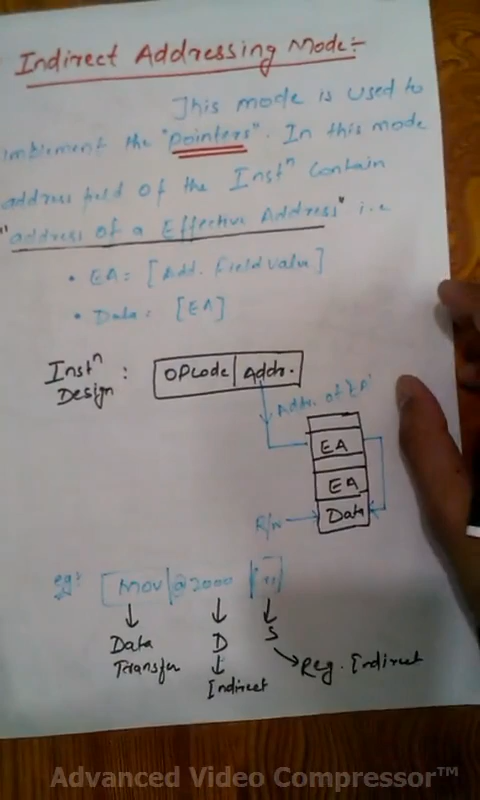 Indirect Addressing Mode :-
This mode is used to
implement the "pointers". In this mode
address field of the Instⁿ Contain
"address of a Effective Address" i.e
• EA = [Add. Field Value]
• Data = [EA]
Instⁿ
Design :
OPcode | Addr.
Addr. of 'EA'
EA
EA
R/W
Data
eg:
Mov | @2000
Data
Transfer
D
Indirect
S
Reg. Indirect
Advanced Video Compressor™